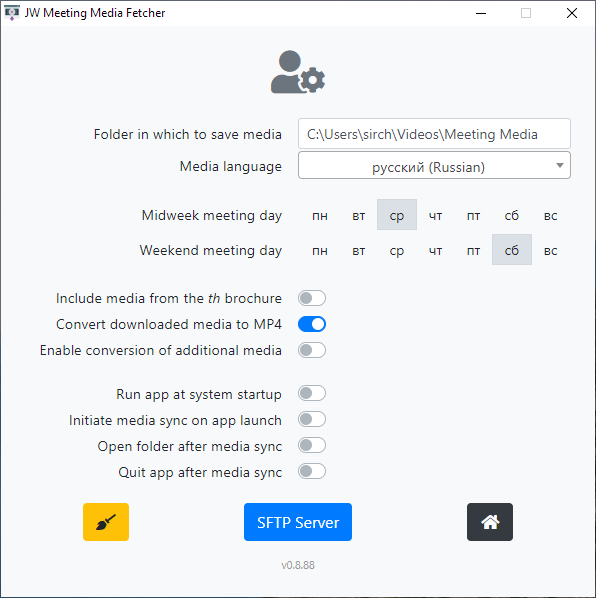 JW Meeting Media Fetcher
Folder in which to save media C:\Users\sirch\Videos\Meeting Media
Media language русский (Russian)
Midweek meeting day пн вт ср чт пт сб вс
Weekend meeting day пн вт ср чт пт сб вс
Include media from the th brochure
Convert downloaded media to MP4
Enable conversion of additional media
Run app at system startup
Initiate media sync on app launch
Open folder after media sync
Quit app after media sync
SFTP Server
v0.8.88